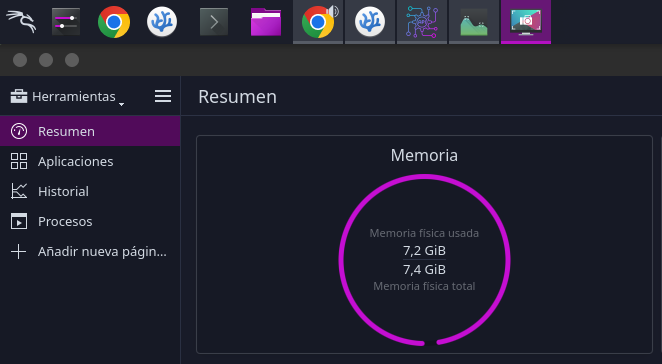 Herramientas
Resumen
Resumen
Aplicaciones
Historial
Procesos
Añadir nueva págin...
Memoria
Memoria física usada
7,2 GiB
7,4 GiB
Memoria física total